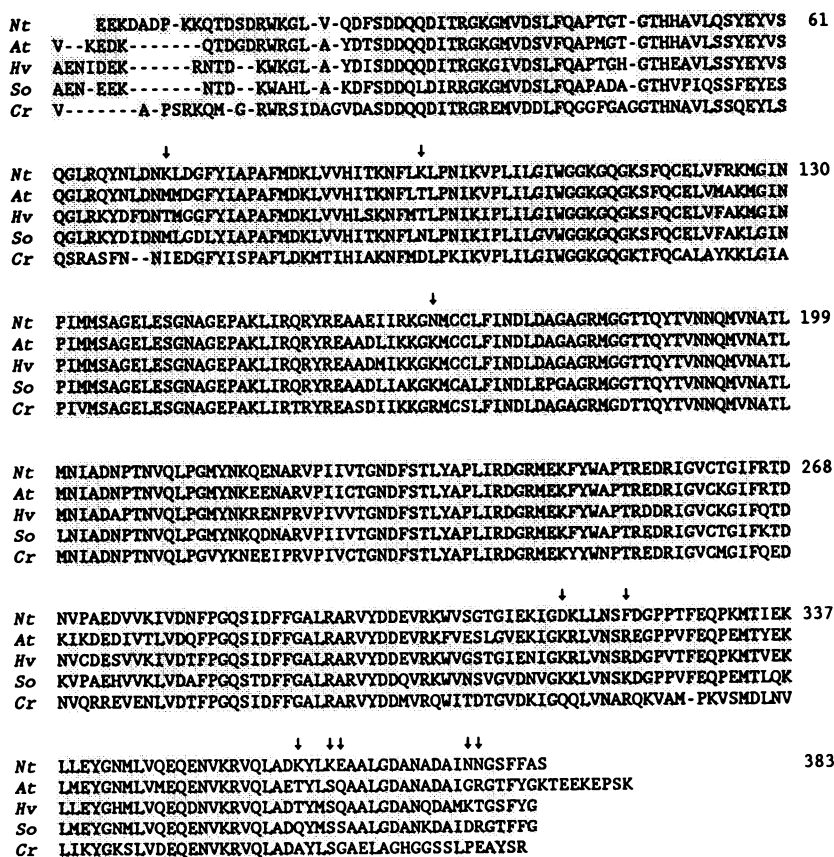 Nt EEKDADP-KKQTDSDRWKGL-V-QDFSDDQQDITRGKGMVDSLFQAPTGT-GTHHAVLQSYEYVS 61
At V--KEDK-------QTDGDRWRGL-A-YDTSDDQQDITRGKGMVDSVFQAPMGT-GTHHAVLSSYEYVS
Hv AENIDEK------RNTD--KWKGL-A-YDISDDQQDITRGKGIVDSLFQAPTGH-GTHEAVLSSYEYVS
So AEN-EEK-------NTD--KWAHL-A-KDFSDDQLDIRRGKGMVDSLFQAPADA-GTHVPIQSSFEYES
Cr V-------A-PSRKQM-G-RWRSIDAGVDASDDQQDITRGREMVDDLFQGGFGAGGTHNAVLSSQEYLS
↓ ↓
Nt QGLRQYNLDNKLDGFYIAPAFMDKLVVHITKNFLKLPNIKVPLILGIWGGKGQGKSFQCELVFRKMGIN 130
At QGLRQYNLDNMMDGFYIAPAFMDKLVVHITKNFLTLPNIKVPLILGIWGGKGQGKSFQCELVMAKMGIN
Hv QGLRKYDFDNTMGGFYIAPAFMDKLVVHLSKNFMTLPNIKIPLILGIWGGKGQGKSFQCELVFAKMGIN
So QGLRKYDIDNMLGDLYIAPAFMDKLVVHITKNFLNLPNIKIPLILGVWGGKGQGKSFQCELVFAKLGIN
Cr QSRASFN--NIEDGFYISPAFLDKMTIHIAKNFMDLPKIKVPLILGIWGGKGQGKTFQCALAYKKLGIA
↓
Nt PIMMSAGELESGNAGEPAKLIRQRYREAAEIIRKGNMCCLFINDLDAGAGRMGGTTQYTVNNQMVNATL 199
At PIMMSAGELESGNAGEPAKLIRQRYREAADLIKKGKMCCLFINDLDAGAGRMGGTTQYTVNNQMVNATL
Hv PIMMSAGELESGNAGEPAKLIRQRYREAADMIKKGKMCCLFINDLDAGAGRMGGTTQYTVNNQMVNATL
So PIMMSAGELESGNAGEPAKLIRQRYREAADLIAKGKMCALFINDLEPGAGRMGGTTQYTVNNQMVNATL
Cr PIVMSAGELESGNAGEPAKLIRTRYREASDIIKKGRMCSLFINDLDAGAGRMGDTTQYTVNNQMVNATL
Nt MNIADNPTNVQLPGMYNKQENARVPIIVTGNDFSTLYAPLIRDGRMEKFYWAPTREDRIGVCTGIFRTD 268
At MNIADNPTNVQLPGMYNKEENARVPIICTGNDFSTLYAPLIRDGRMEKFYWAPTREDRIGVCKGIFRTD
Hv MNIADAPTNVQLPGMYNKRENPRVPIVVTGNDFSTLYAPLIRDGRMEKFYWAPTRDDRIGVCKGIFQTD
So LNIADNPTNVQLPGMYNKQDNARVPIIVTGNDFSTLYAPLIRDGRMEKFYWAPTREDRIGVCTGIFKTD
Cr MNIADNPTNVQLPGVYKNEEIPRVPIVCTGNDFSTLYAPLIRDGRMEKYYWNPTREDRIGVCMGIFQED
↓ ↓
Nt NVPAEDVVKIVDNFPGQSIDFFGALRARVYDDEVRKWVSGTGIEKIGDKLLNSFDGPPTFEQPKMTIEK 337
At KIKDEDIVTLVDQFPGQSIDFFGALRARVYDDEVRKFVESLGVEKIGKRLVNSREGPPVFEQPEMTYEK
Hv NVCDESVVKIVDTFPGQSIDFFGALRARVYDDEVRKWVGSTGIENIGKRLVNSRDGPVTFEQPKMTVEK
So KVPAEHVVKLVDAFPGQSTDFFGALRARVYDDQVRKWVNSVGVDNVGKKLVNSKDGPPVFEQPEMTLQK
Cr NVQRREVENLVDTFPGQSIDFFGALRARVYDDMVRQWITDTGVDKIGQQLVNARQKVAM-PKVSMDLNV
↓ ↓↓ ↓↓
Nt LLEYGNMLVQEQENVKRVQLADKYLKEAALGDANADAINNGSFFAS 383
At LMEYGNMLVMEQENVKRVQLAETYLSQAALGDANADAIGRGTFYGKTEEKEPSK
Hv LLEYGHMLVQEQDNVKRVQLADTYMSQAALGDANQDAMKTGSFYG
So LMEYGNMLVQEQENVKRVQLADQYMSSAALGDANKDAIDRGTFFG
Cr LIKYGKSLVDEQENVKRVQLADAYLSGAELAGHGGSSLPEAYSR